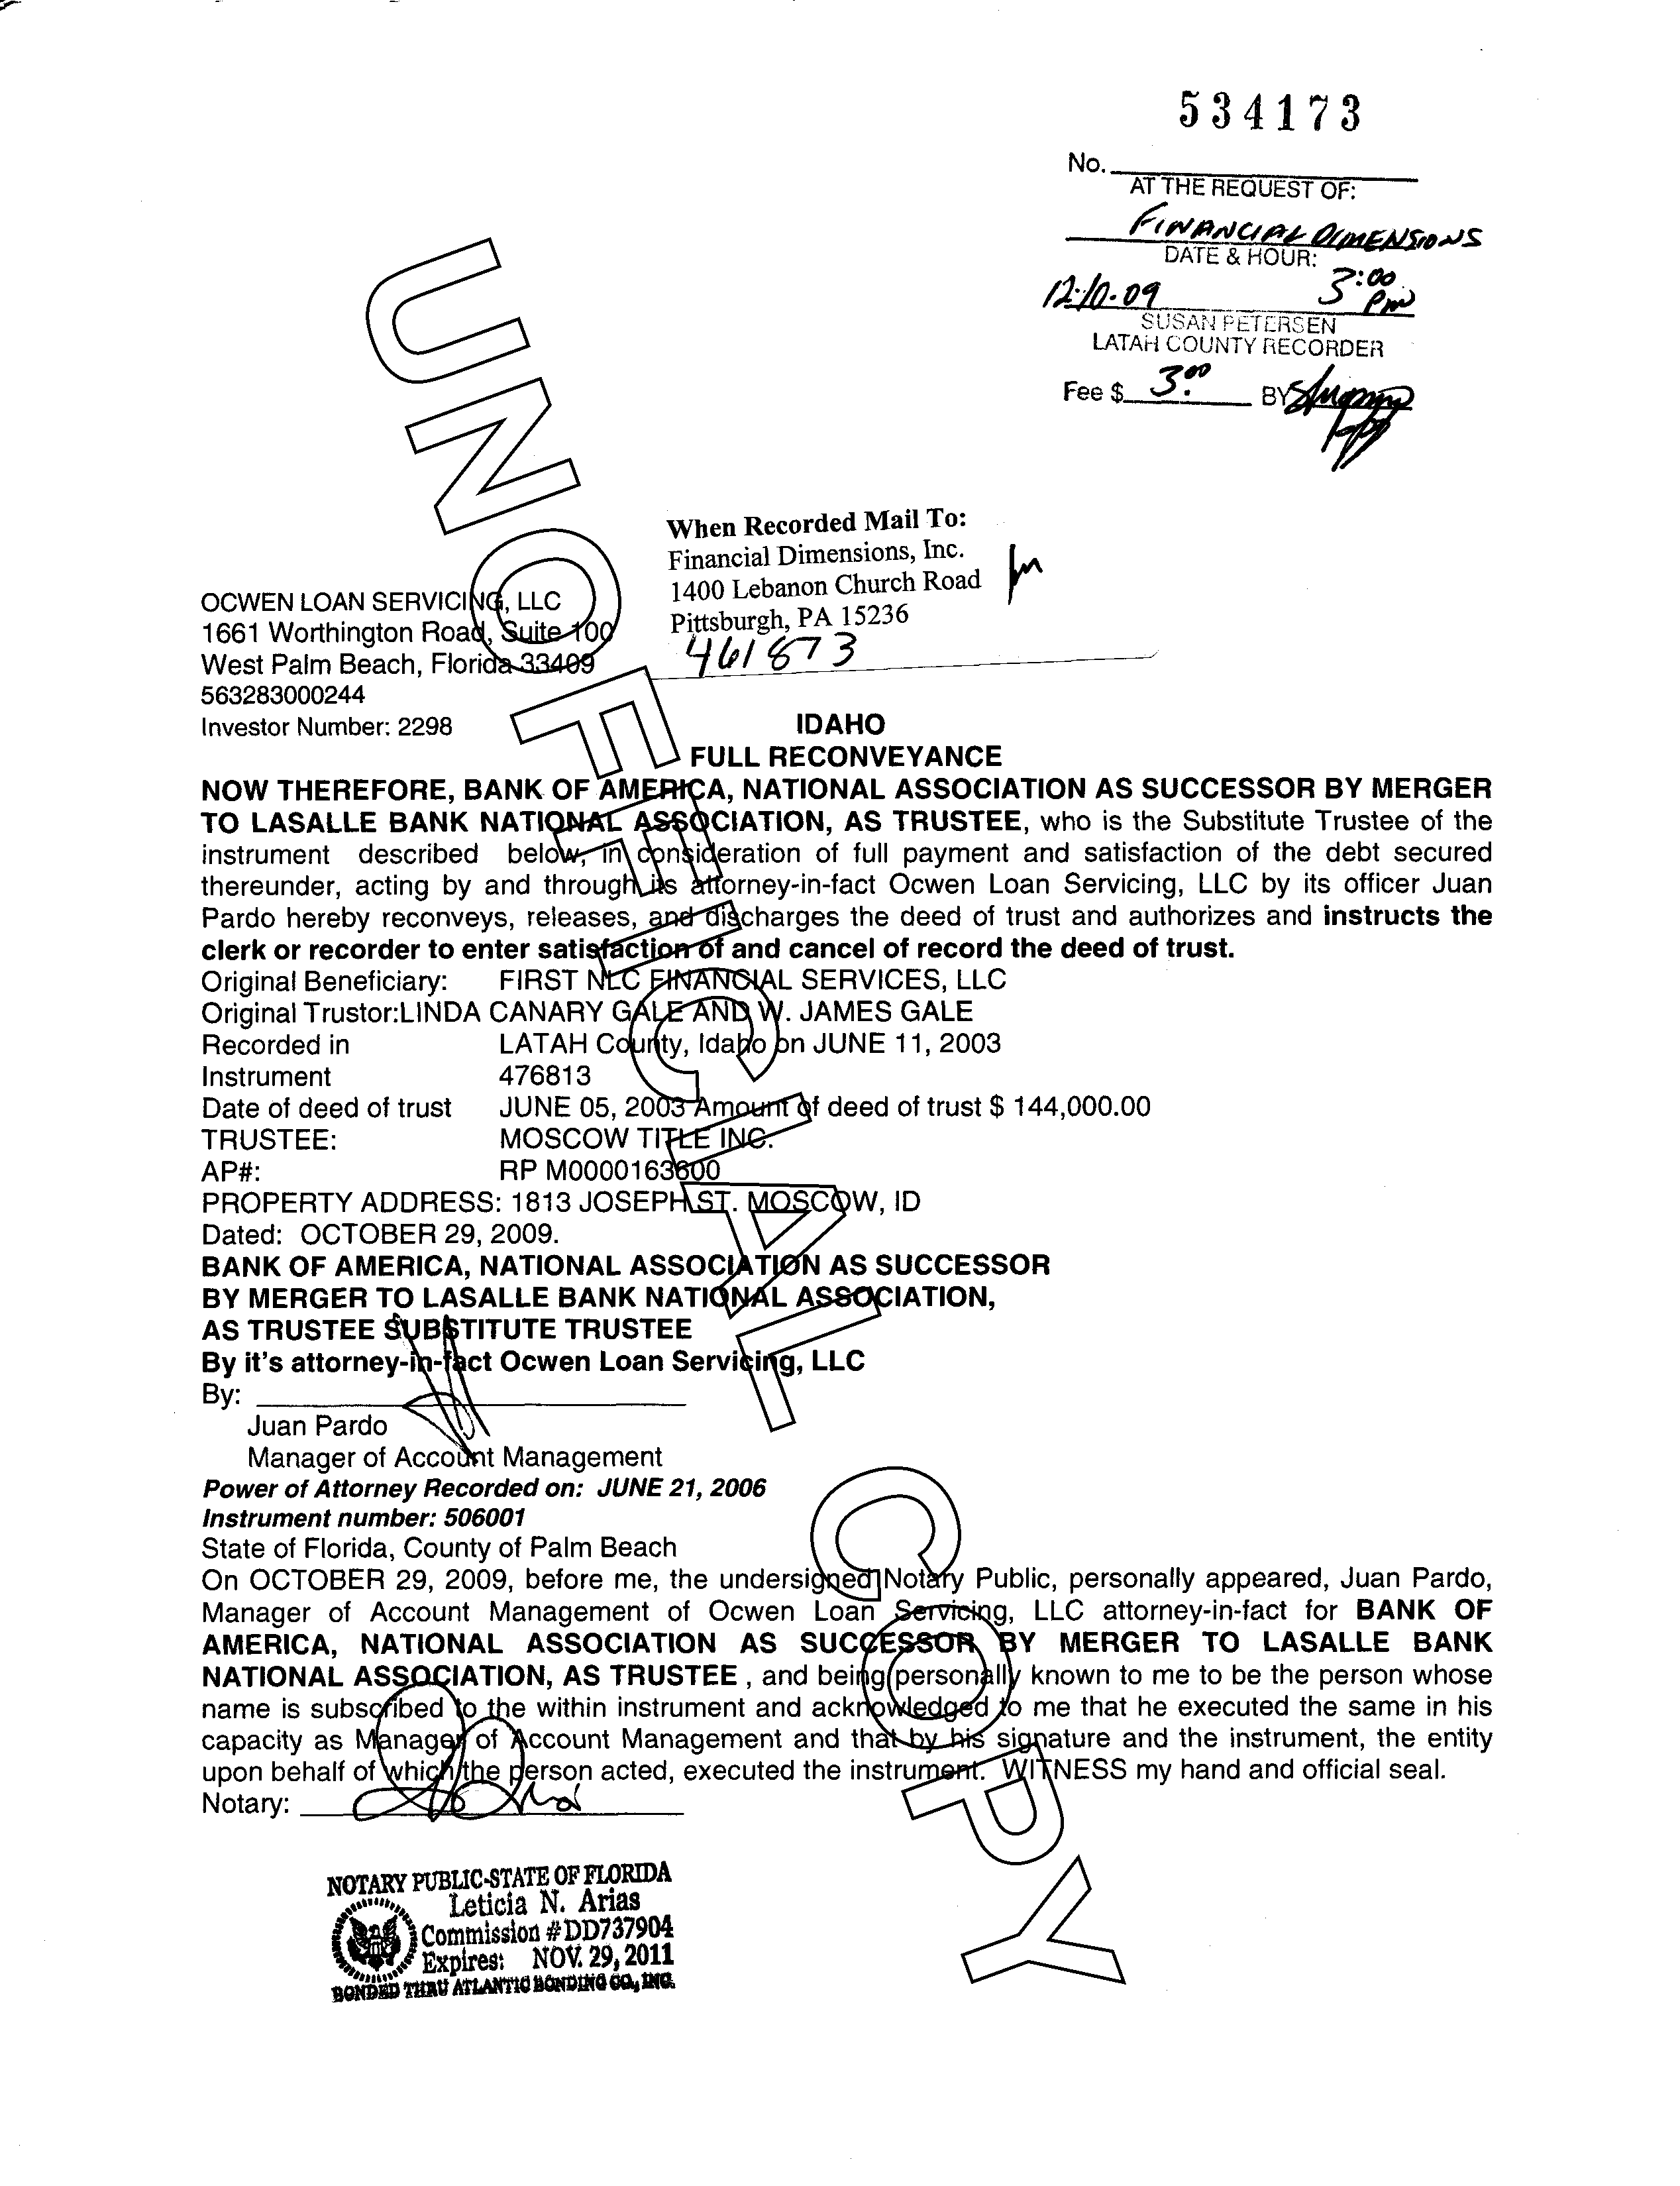 534173
No.
AT THE REQUEST OF:
FINANCIAL DIMENSIONS
DATE & HOUR:
12-10-09 3:00 PM
SUSAN PETERSEN
LATAH COUNTY RECORDER
Fee $ 3.00 BY
When Recorded Mail To:
Financial Dimensions, Inc.
1400 Lebanon Church Road
Pittsburgh, PA 15236
461873
OCWEN LOAN SERVICING, LLC
1661 Worthington Road, Suite 100
West Palm Beach, Florida 33409
563283000244
Investor Number: 2298
IDAHO
FULL RECONVEYANCE
NOW THEREFORE, BANK OF AMERICA, NATIONAL ASSOCIATION AS SUCCESSOR BY MERGER
TO LASALLE BANK NATIONAL ASSOCIATION, AS TRUSTEE, who is the Substitute Trustee of the
instrument described below, in consideration of full payment and satisfaction of the debt secured
thereunder, acting by and through its attorney-in-fact Ocwen Loan Servicing, LLC by its officer Juan
Pardo hereby reconveys, releases, and discharges the deed of trust and authorizes and instructs the
clerk or recorder to enter satisfaction of and cancel of record the deed of trust.
Original Beneficiary: FIRST NLC FINANCIAL SERVICES, LLC
Original Trustor:LINDA CANARY GALE AND W. JAMES GALE
Recorded in LATAH County, Idaho on JUNE 11, 2003
Instrument 476813
Date of deed of trust JUNE 05, 2003 Amount of deed of trust $ 144,000.00
TRUSTEE: MOSCOW TITLE INC.
AP#: RP M0000163600
PROPERTY ADDRESS: 1813 JOSEPH ST. MOSCOW, ID
Dated: OCTOBER 29, 2009.
BANK OF AMERICA, NATIONAL ASSOCIATION AS SUCCESSOR
BY MERGER TO LASALLE BANK NATIONAL ASSOCIATION,
AS TRUSTEE SUBSTITUTE TRUSTEE
By it's attorney-in-fact Ocwen Loan Servicing, LLC
By:
Juan Pardo
Manager of Account Management
Power of Attorney Recorded on: JUNE 21, 2006
Instrument number: 506001
State of Florida, County of Palm Beach
On OCTOBER 29, 2009, before me, the undersigned Notary Public, personally appeared, Juan Pardo,
Manager of Account Management of Ocwen Loan Servicing, LLC attorney-in-fact for BANK OF
AMERICA, NATIONAL ASSOCIATION AS SUCCESSOR BY MERGER TO LASALLE BANK
NATIONAL ASSOCIATION, AS TRUSTEE , and being personally known to me to be the person whose
name is subscribed to the within instrument and acknowledged to me that he executed the same in his
capacity as Manager of Account Management and that by his signature and the instrument, the entity
upon behalf of which the person acted, executed the instrument. WITNESS my hand and official seal.
Notary:
NOTARY PUBLIC-STATE OF FLORIDA
Leticia N. Arias
Commission #DD737904
Expires: NOV. 29, 2011
BONDED THRU ATLANTIC BONDING CO., INC.
UNOFFICIAL COPY